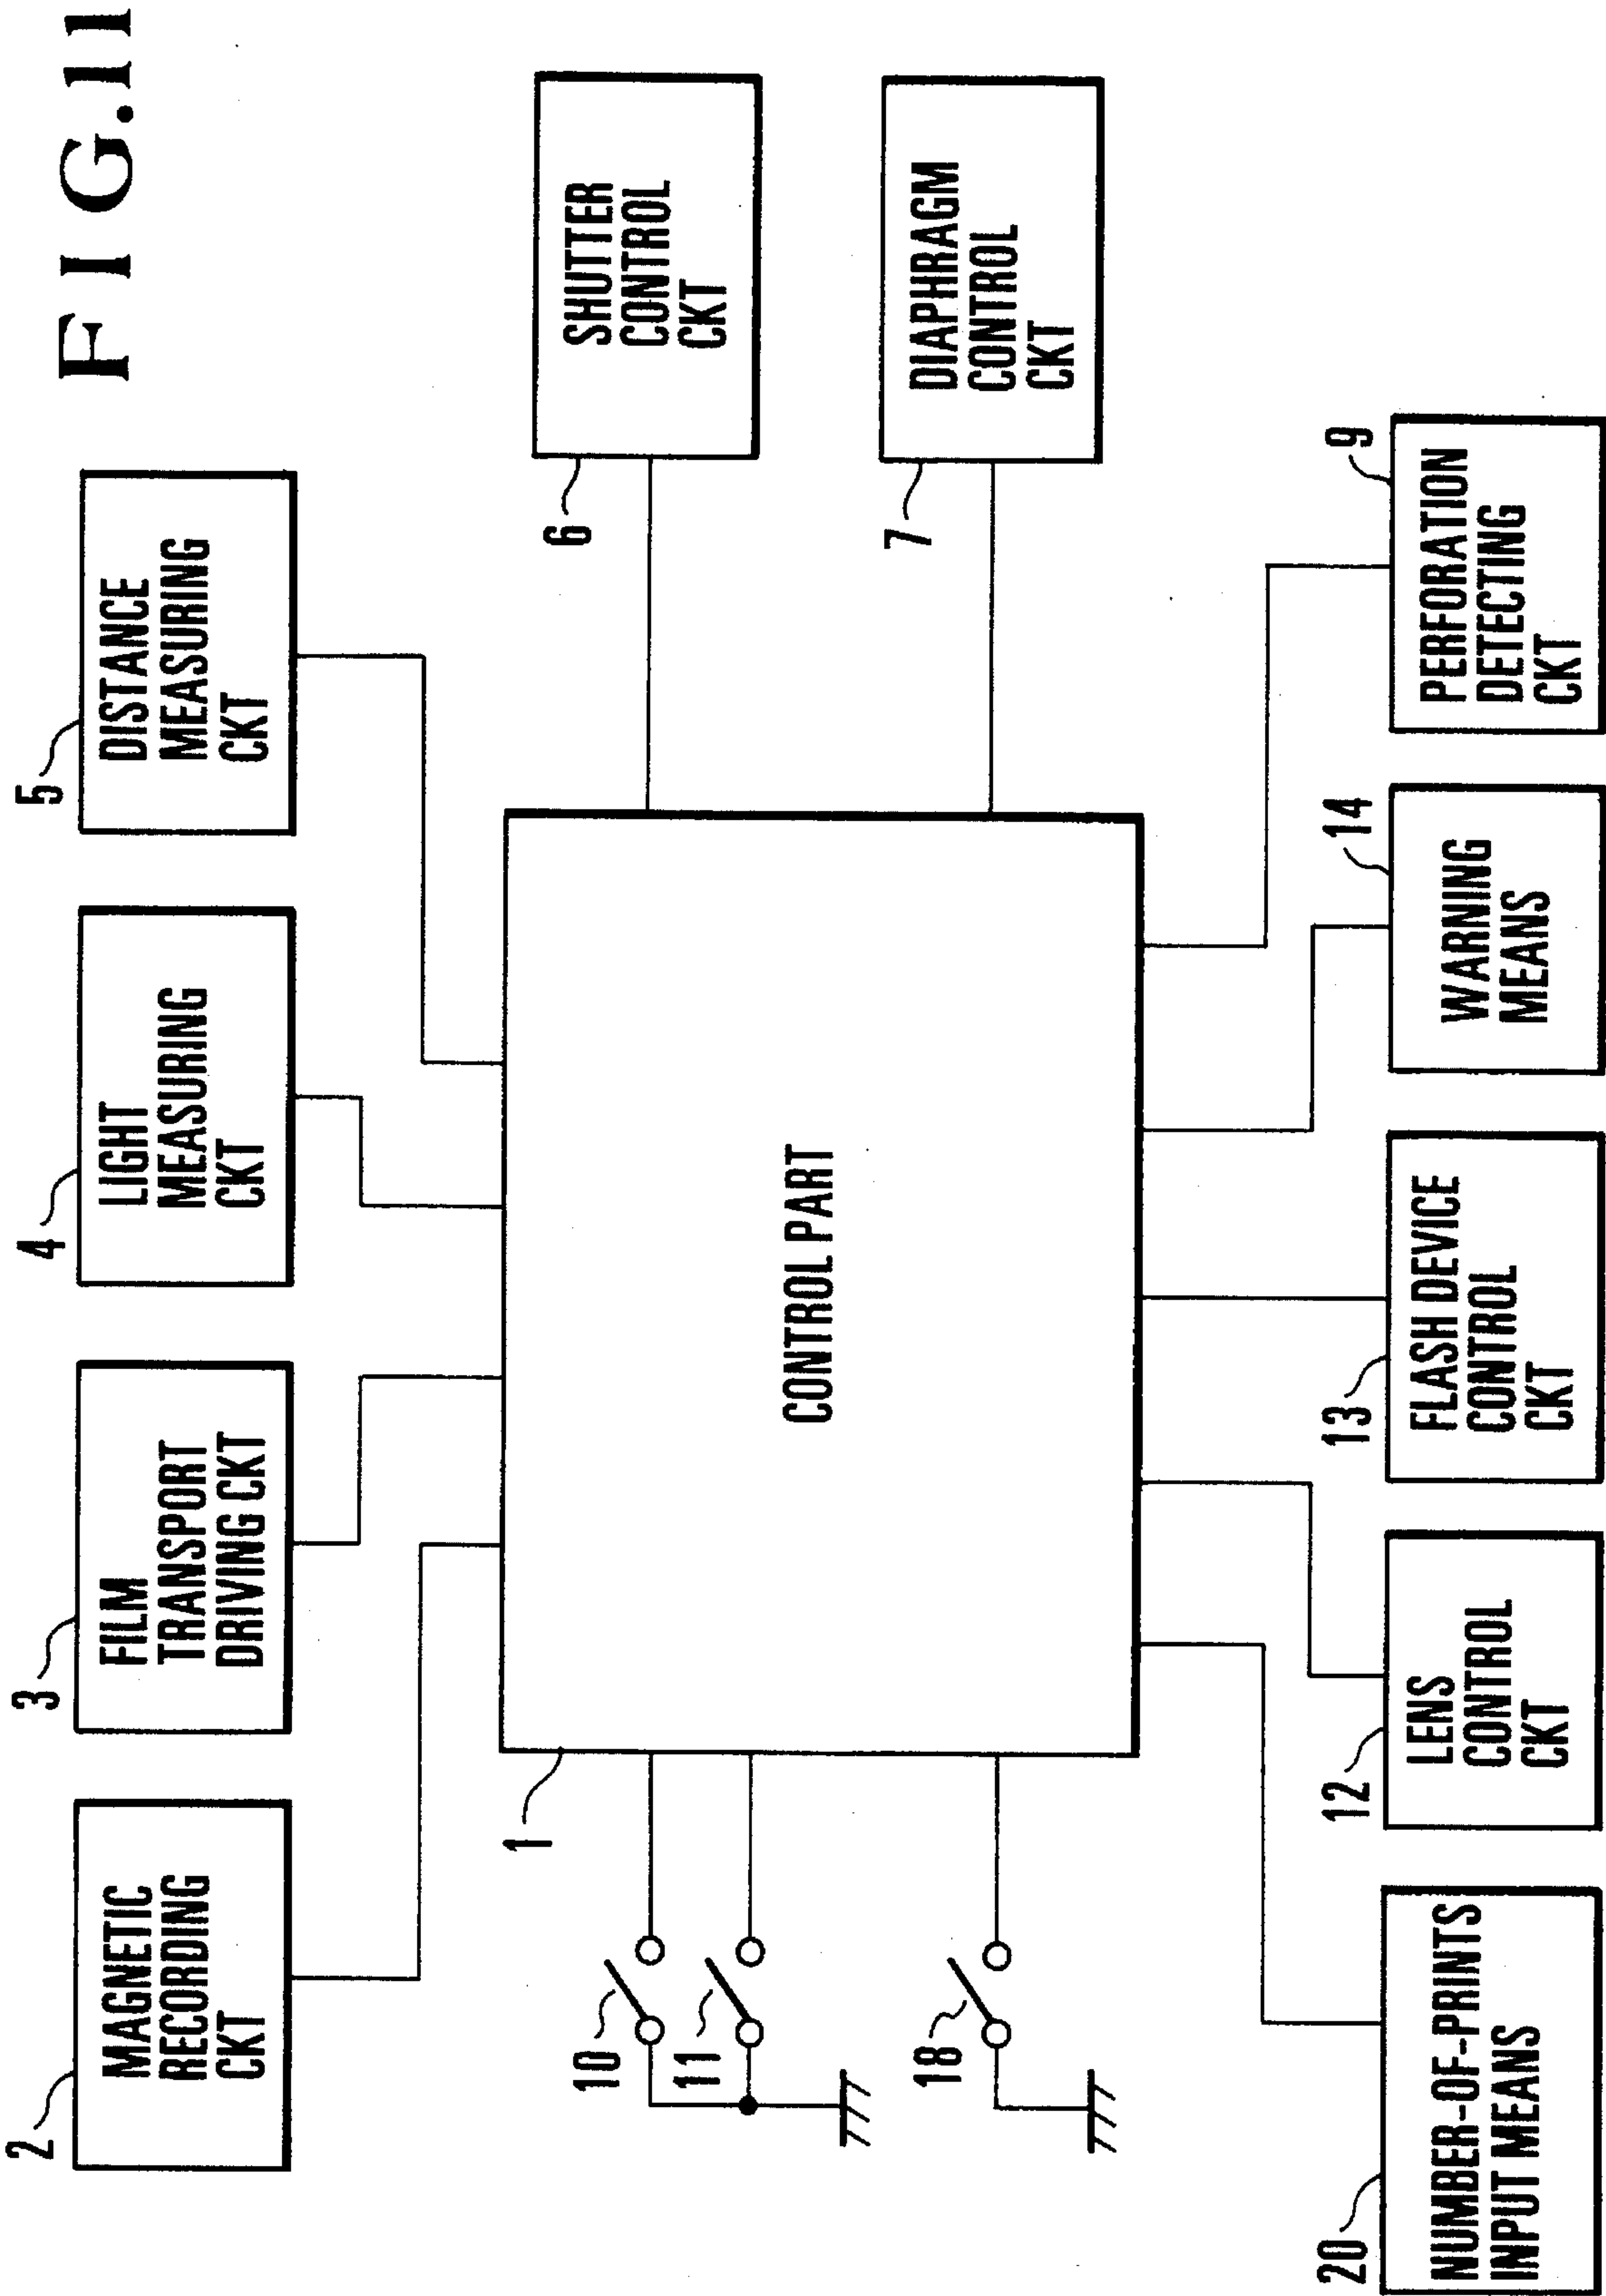 FIG.11
2
MAGNETIC
RECORDING
CKT
3
FILM
TRANSPORT
DRIVING CKT
4
LIGHT
MEASURING
CKT
5
DISTANCE
MEASURING
CKT
1
CONTROL PART
6
SHUTTER
CONTROL
CKT
7
DIAPHRAGM
CONTROL
CKT
10
11
18
20
NUMBER-OF-PRINTS
INPUT MEANS
12
LENS
CONTROL
CKT
13
FLASH DEVICE
CONTROL
CKT
14
WARNING
MEANS
9
PERFORATION
DETECTING
CKT